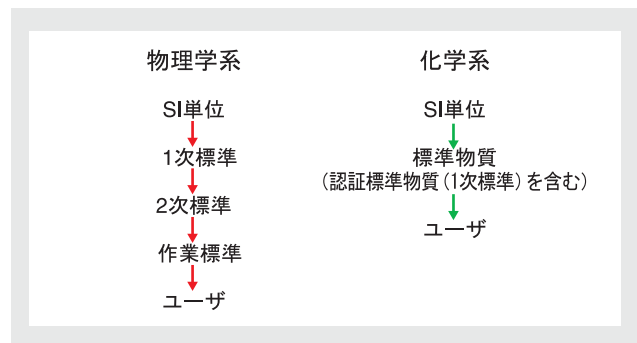 物理学系
SI単位
1次標準
2次標準
作業標準
ユーザ
化学系
SI単位
標準物質
（認証標準物質（1次標準）を含む）
ユーザ